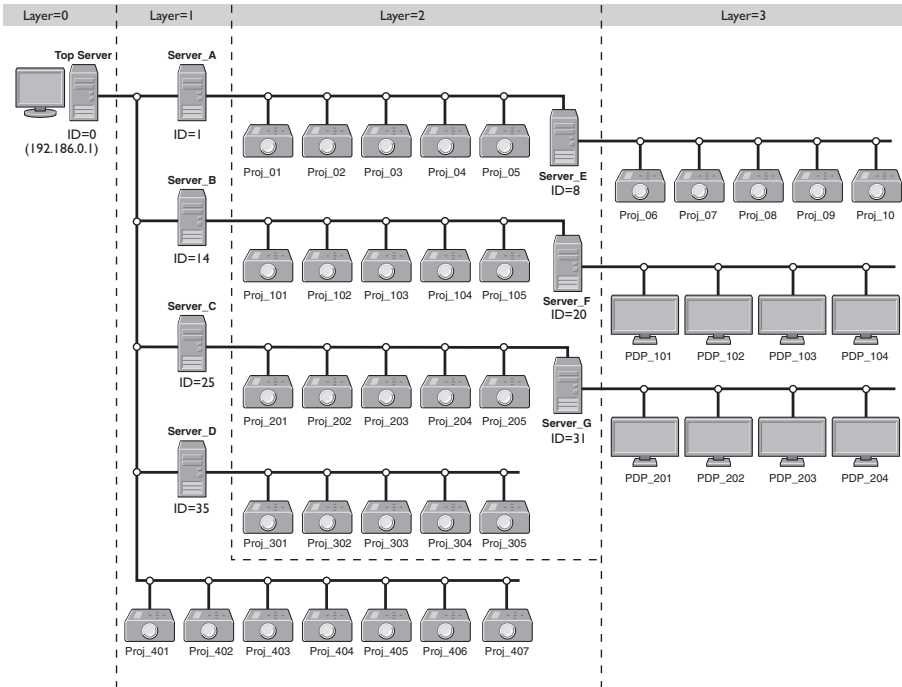 Layer=0 Layer=1 Layer=2 Layer=3
Top Server
ID=0
(192.186.0.1)
Server_A
ID=1
Proj_01 Proj_02 Proj_03 Proj_04 Proj_05
Server_E
ID=8
Proj_06 Proj_07 Proj_08 Proj_09 Proj_10
Server_B
ID=14
Proj_101 Proj_102 Proj_103 Proj_104 Proj_105
Server_F
ID=20
PDP_101 PDP_102 PDP_103 PDP_104
Server_C
ID=25
Proj_201 Proj_202 Proj_203 Proj_204 Proj_205
Server_G
ID=31
PDP_201 PDP_202 PDP_203 PDP_204
Server_D
ID=35
Proj_301 Proj_302 Proj_303 Proj_304 Proj_305
Proj_401 Proj_402 Proj_403 Proj_404 Proj_405 Proj_406 Proj_407